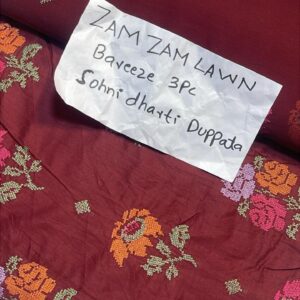 ZAM ZAM LAWN
Bareeze 3Pc
Sohni dharti Duppada